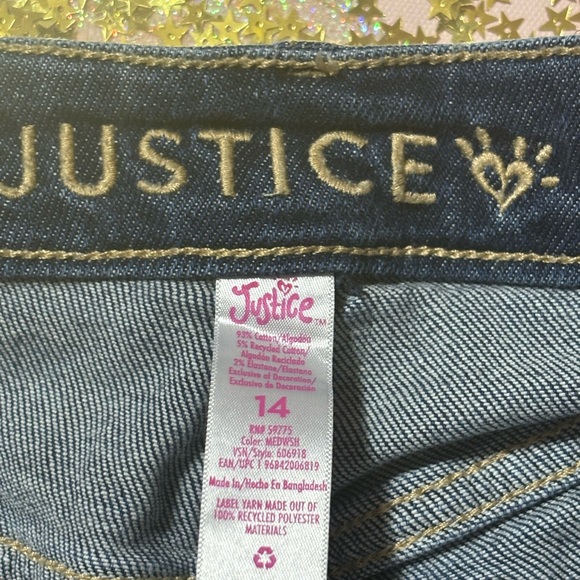 JUSTICE
Justice™
93% Cotton/Algodón
5% Recycled Cotton/
Algodón Reciclado
2% Elastane/Elastano
Exclusive of Decoration/
Exclusivo de Decoración
14
RN# 59775
Color: MEDWSH
VSN/Style: 606918
EAN/UPC 1 96842006819
Made in/Hecho En Bangladesh
LABEL YARN MADE OUT OF
100% RECYCLED POLYESTER
MATERIALS